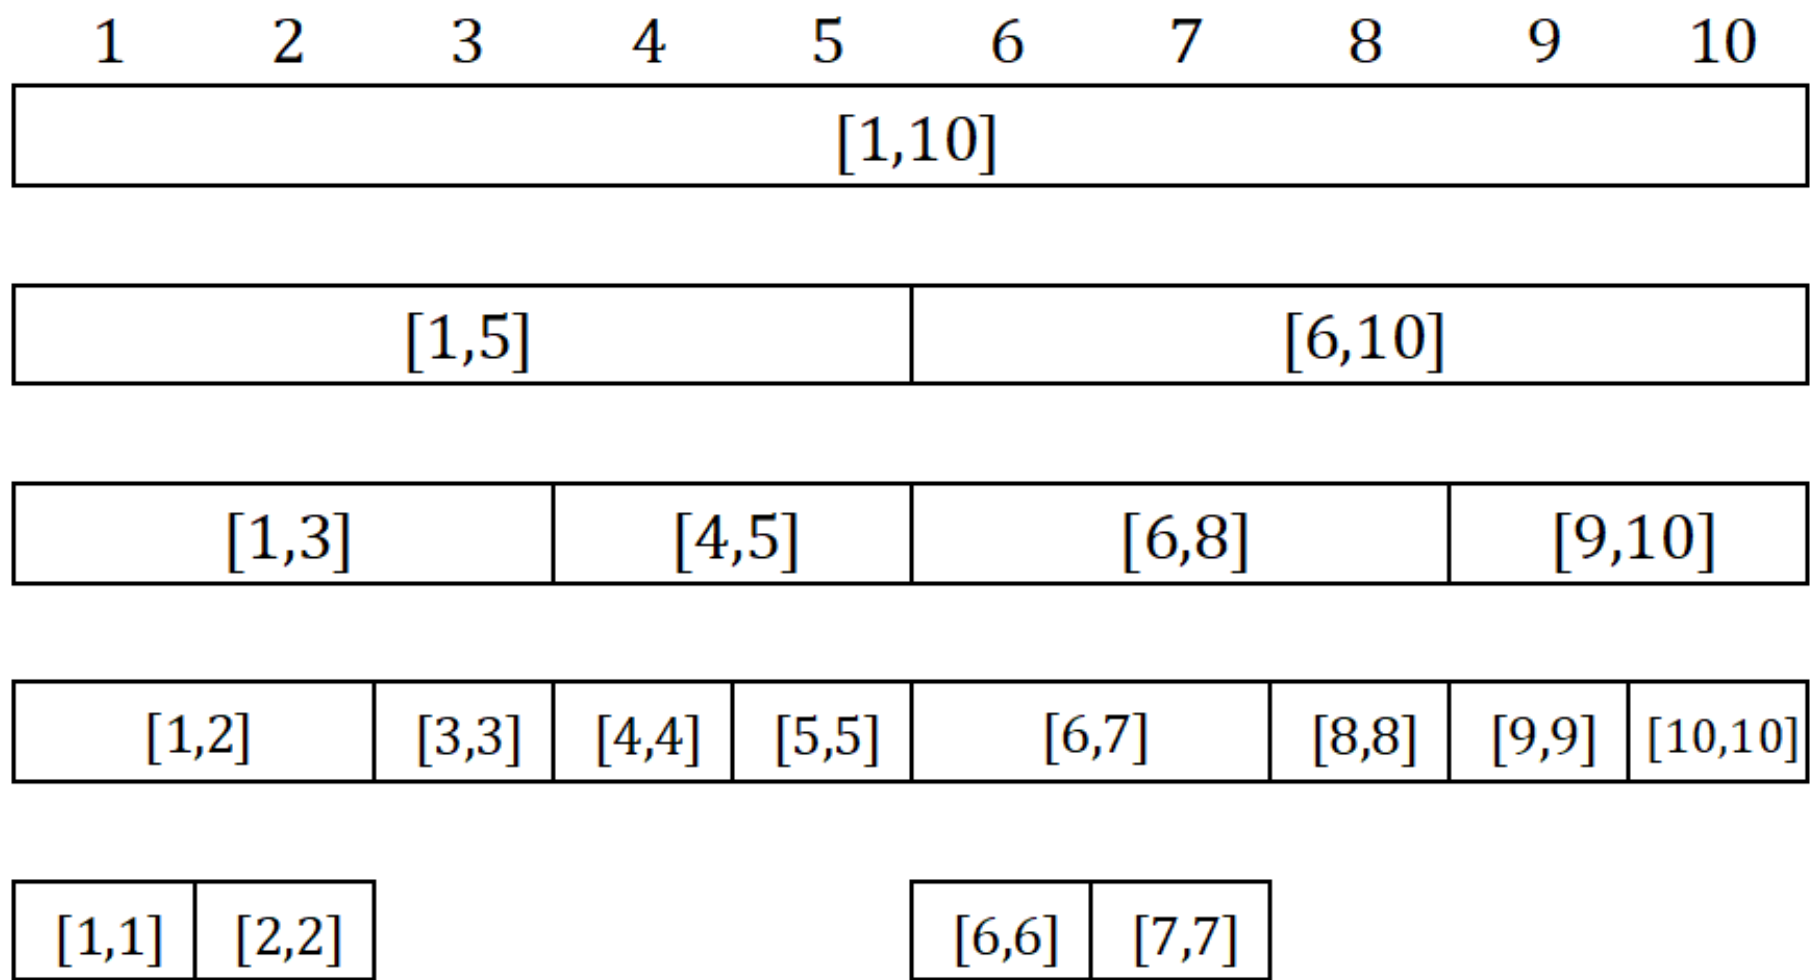 1 2 3 4 5 6 7 8 9 10
[1,10]
[1,5] [6,10]
[1,3] [4,5] [6,8] [9,10]
[1,2] [3,3] [4,4] [5,5] [6,7] [8,8] [9,9] [10,10]
[1,1] [2,2] [6,6] [7,7]